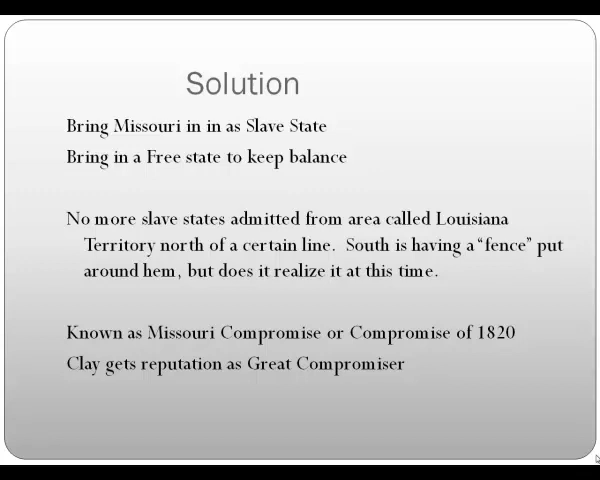 Solution
Bring Missouri in in as Slave State
Bring in a Free state to keep balance
No more slave states admitted from area called Louisiana
Territory north of a certain line. South is having a “fence” put
around hem, but does it realize it at this time.
Known as Missouri Compromise or Compromise of 1820
Clay gets reputation as Great Compromiser